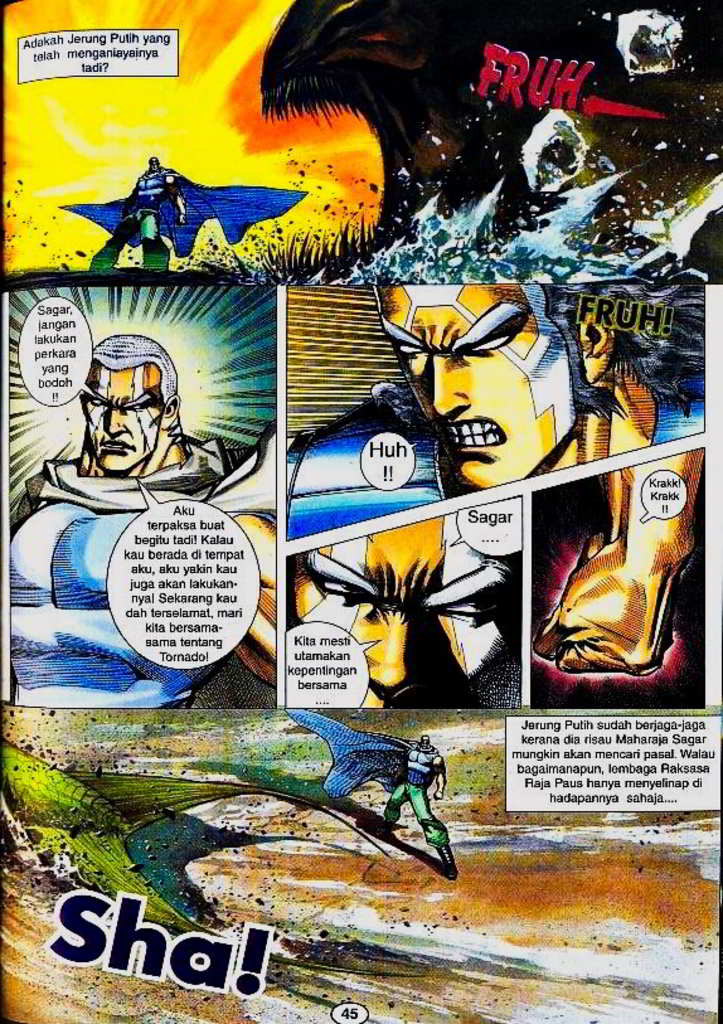 Adakah Jerung Putih yang
telah menganiayainya
tadi?
FRUH
Sagar,
jangan
lakukan
perkara
yang
bodoh
!!
Aku
terpaksa buat
begitu tadi! Kalau
kau berada di tempat
aku, aku yakin kau
juga akan lakukan-
nya! Sekarang kau
dah terselamat, mari
kita bersama-
sama tentang
Tornado!
FRUH!
Huh
!!
Sagar
....
Kita mesti
utamakan
kepentingan
bersama
....
Krakk!
Krakk
!!
Jerung Putih sudah berjaga-jaga
kerana dia risau Maharaja Sagar
mungkin akan mencari pasal. Walau
bagaimanapun, lembaga Raksasa
Raja Paus hanya menyelinap di
hadapannya sahaja....
Sha!
45